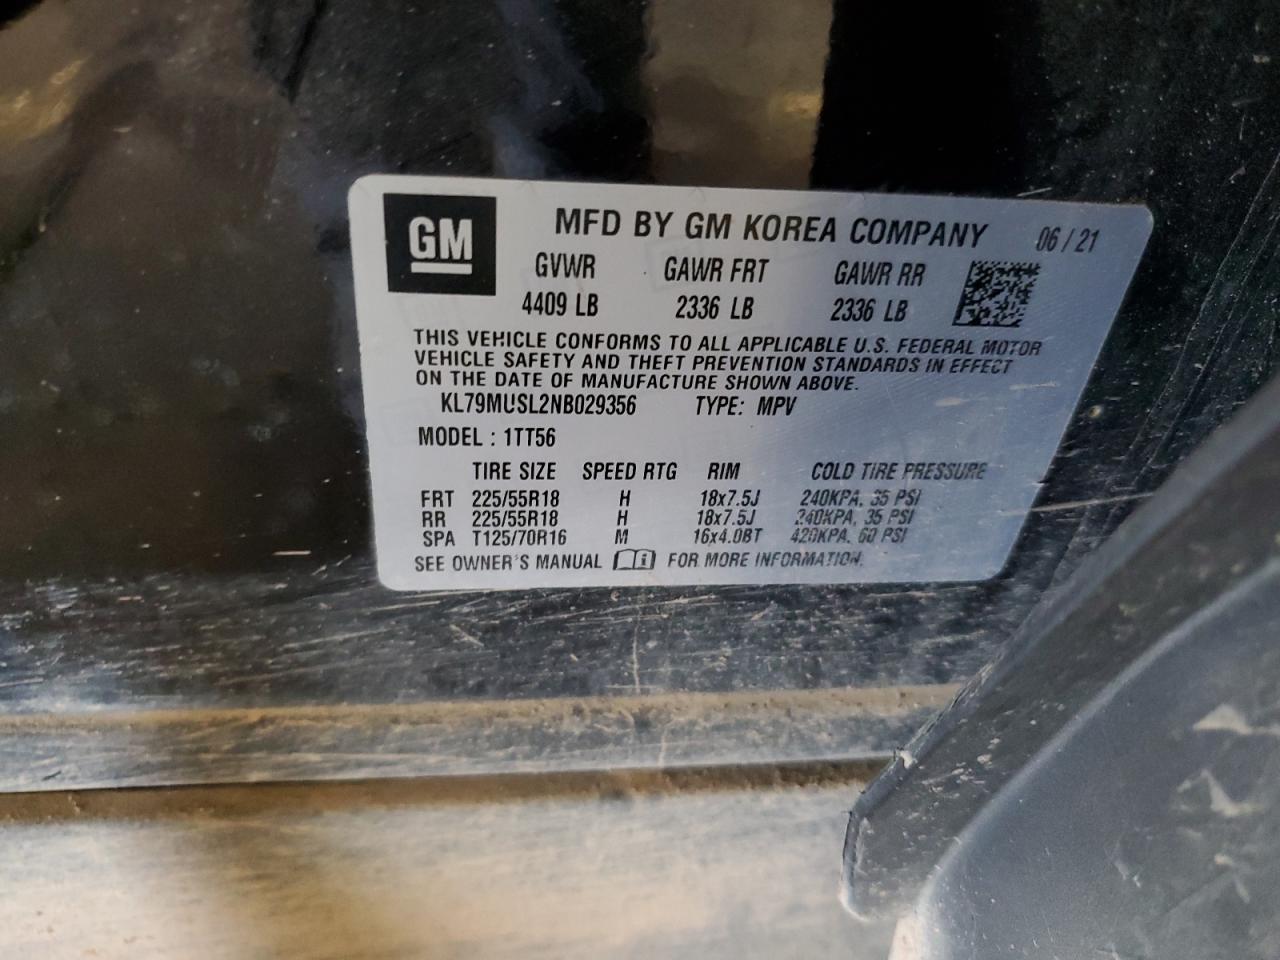 GM MFD BY GM KOREA COMPANY 06/21
GVWR GAWR FRT GAWR RR
4409 LB 2336 LB 2336 LB
THIS VEHICLE CONFORMS TO ALL APPLICABLE U.S. FEDERAL MOTOR
VEHICLE SAFETY AND THEFT PREVENTION STANDARDS IN EFFECT
ON THE DATE OF MANUFACTURE SHOWN ABOVE.
KL79MUSL2NB029356 TYPE: MPV
MODEL : 1TT56
TIRE SIZE SPEED RTG RIM COLD TIRE PRESSURE
FRT 225/55R18 H 18x7.5J 240KPA, 35 PSI
RR 225/55R18 H 18x7.5J 240KPA, 35 PSI
SPA T125/70R16 M 16x4.0BT 420KPA, 60 PSI
SEE OWNER'S MANUAL i FOR MORE INFORMATION.